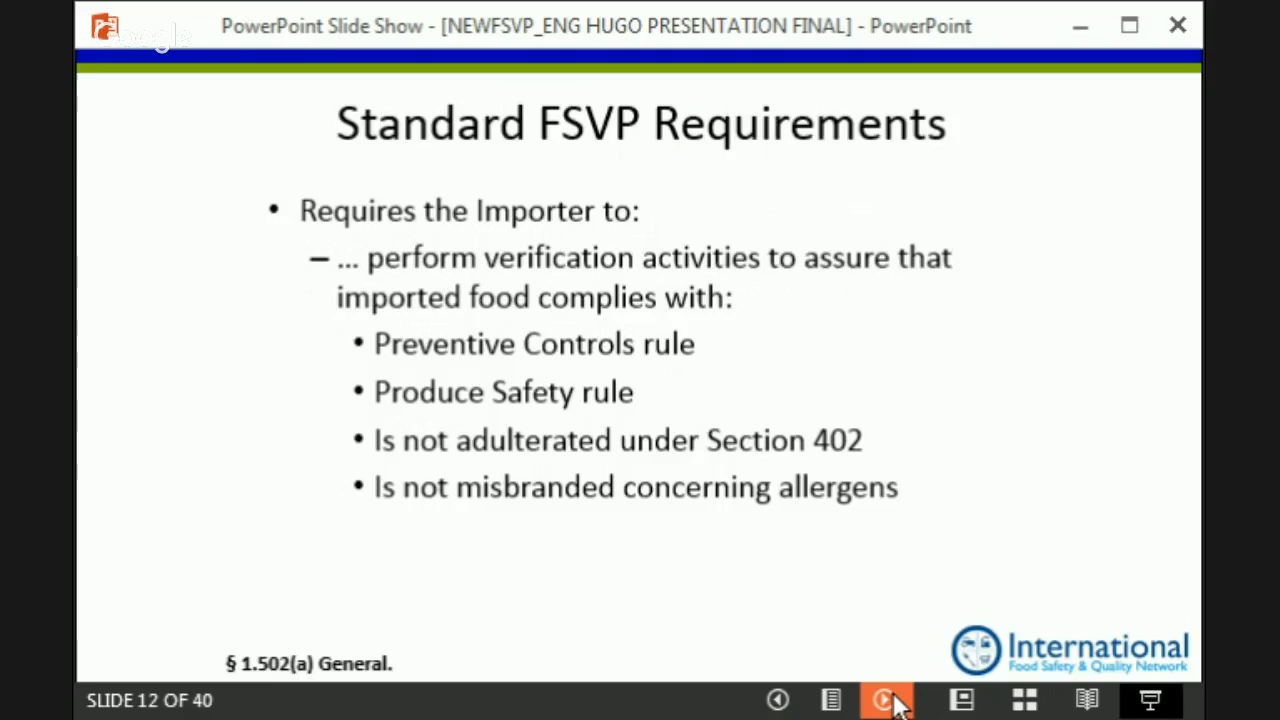 PowerPoint Slide Show - [NEWFSVP_ENG HUGO PRESENTATION FINAL] - PowerPoint
Google
Standard FSVP Requirements
• Requires the Importer to:
– ... perform verification activities to assure that
imported food complies with:
• Preventive Controls rule
• Produce Safety rule
• Is not adulterated under Section 402
• Is not misbranded concerning allergens
§ 1.502(a) General.
International
Food Safety & Quality Network
SLIDE 12 OF 40